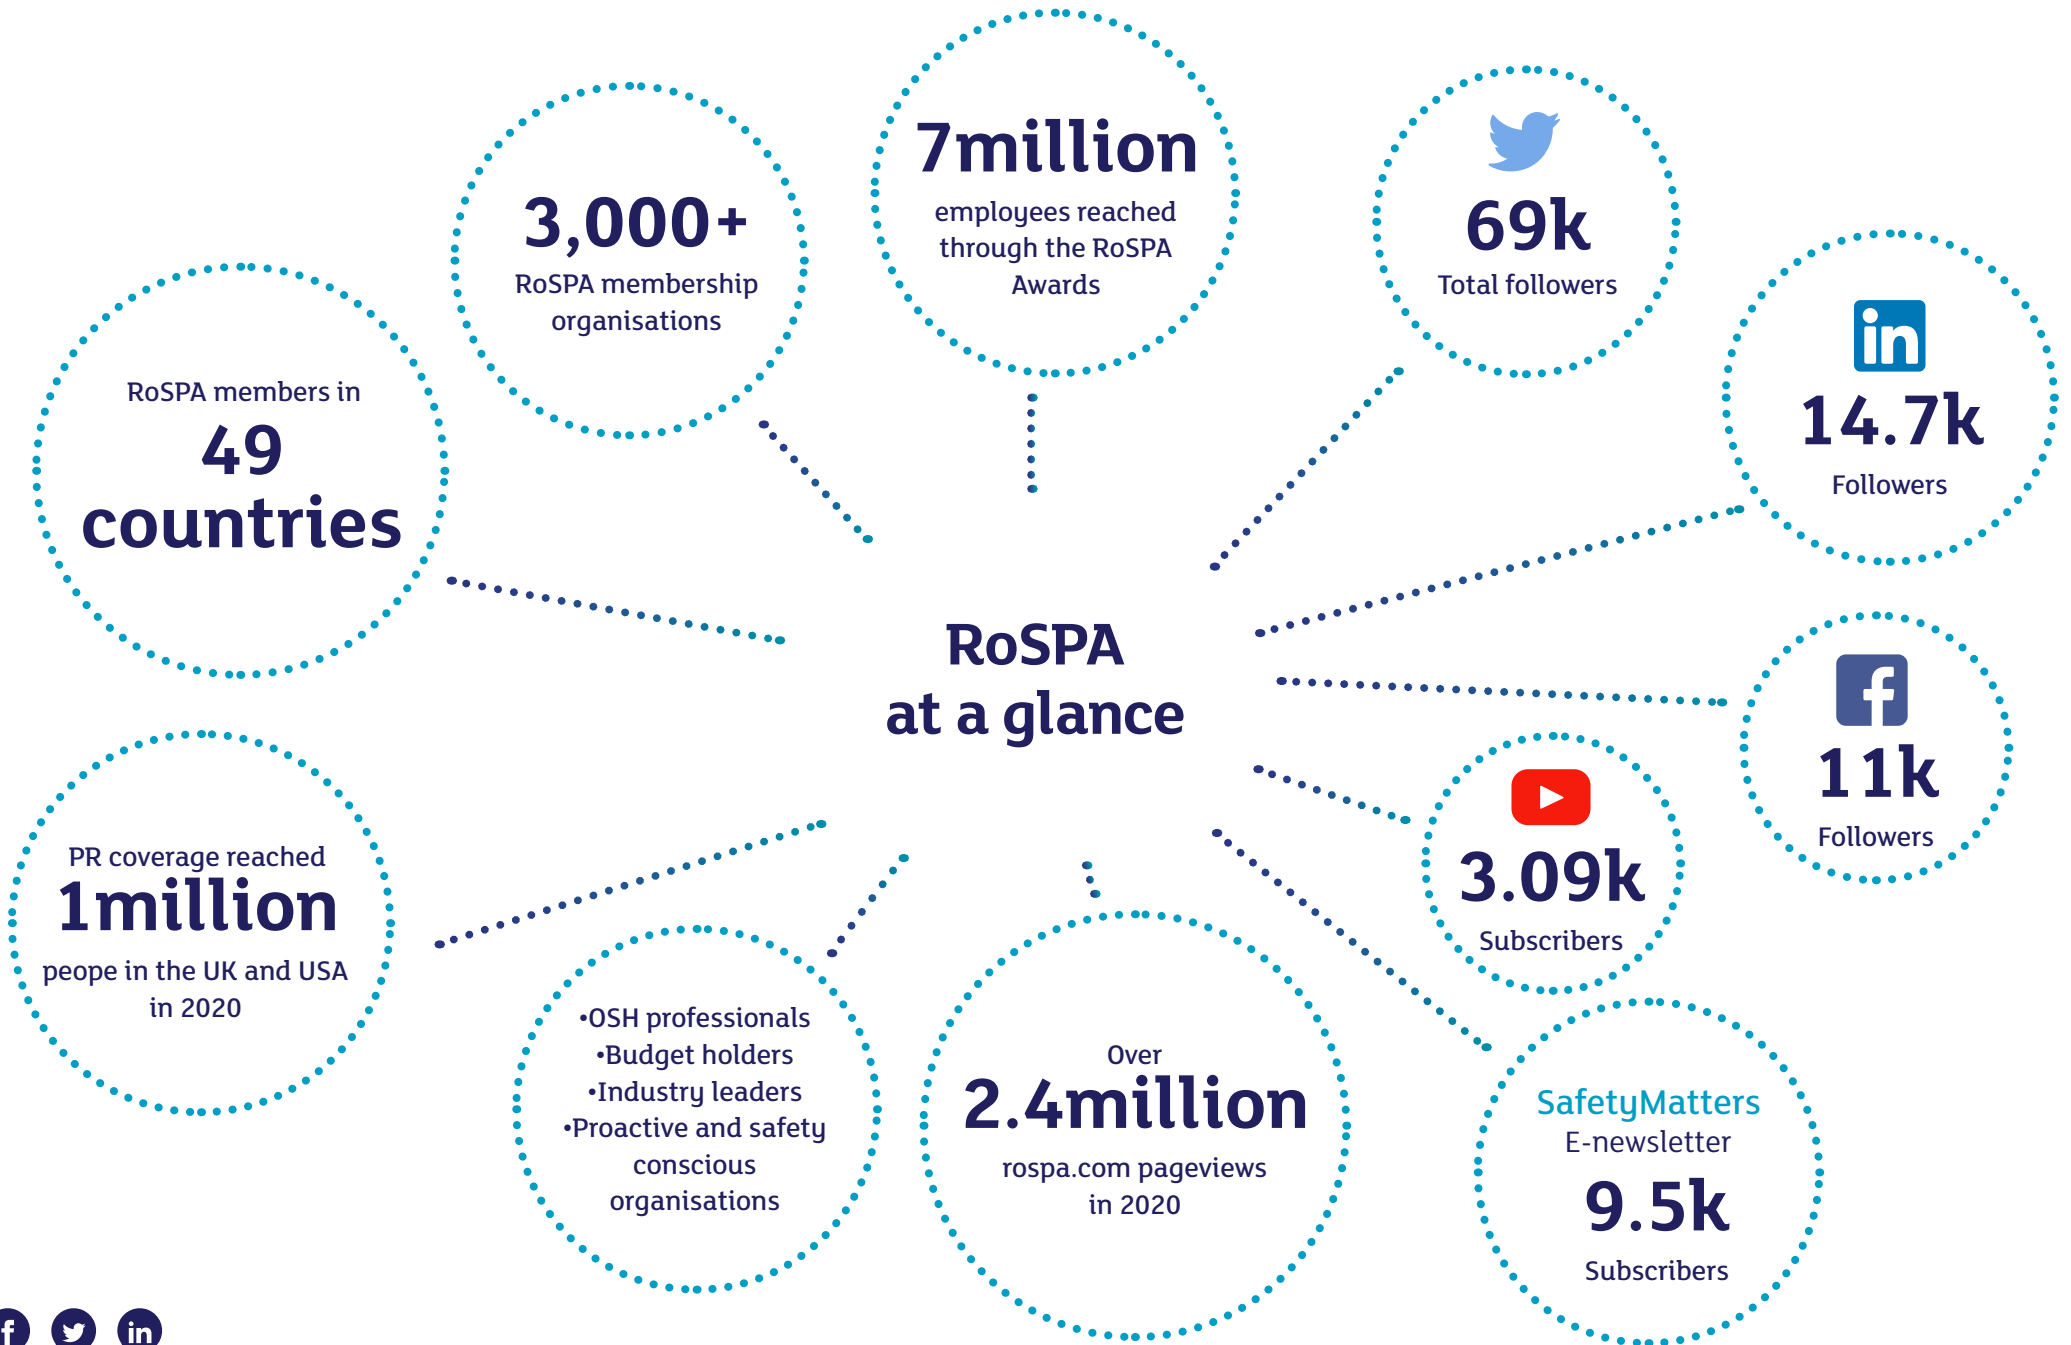 7million
employees reached
through the RoSPA
Awards
3,000+
RoSPA membership
organisations
69k
Total followers
in
14.7k
Followers
RoSPA members in
49
countries
RoSPA
at a glance
f
11k
Followers
3.09k
Subscribers
PR coverage reached
1million
peope in the UK and USA
in 2020
•OSH professionals
•Budget holders
•Industry leaders
•Proactive and safety
conscious
organisations
Over
2.4million
rospa.com pageviews
in 2020
SafetyMatters
E-newsletter
9.5k
Subscribers
f
in